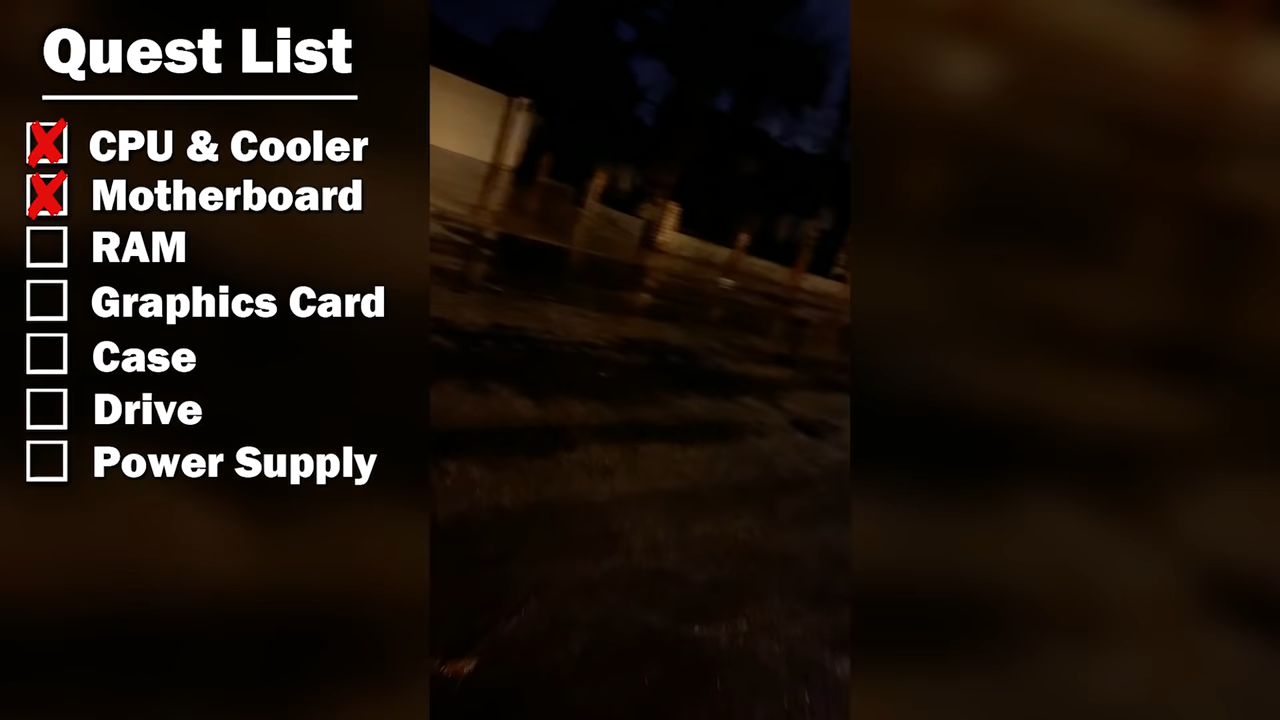 Quest List
CPU & Cooler
Motherboard
RAM
Graphics Card
Case
Drive
Power Supply